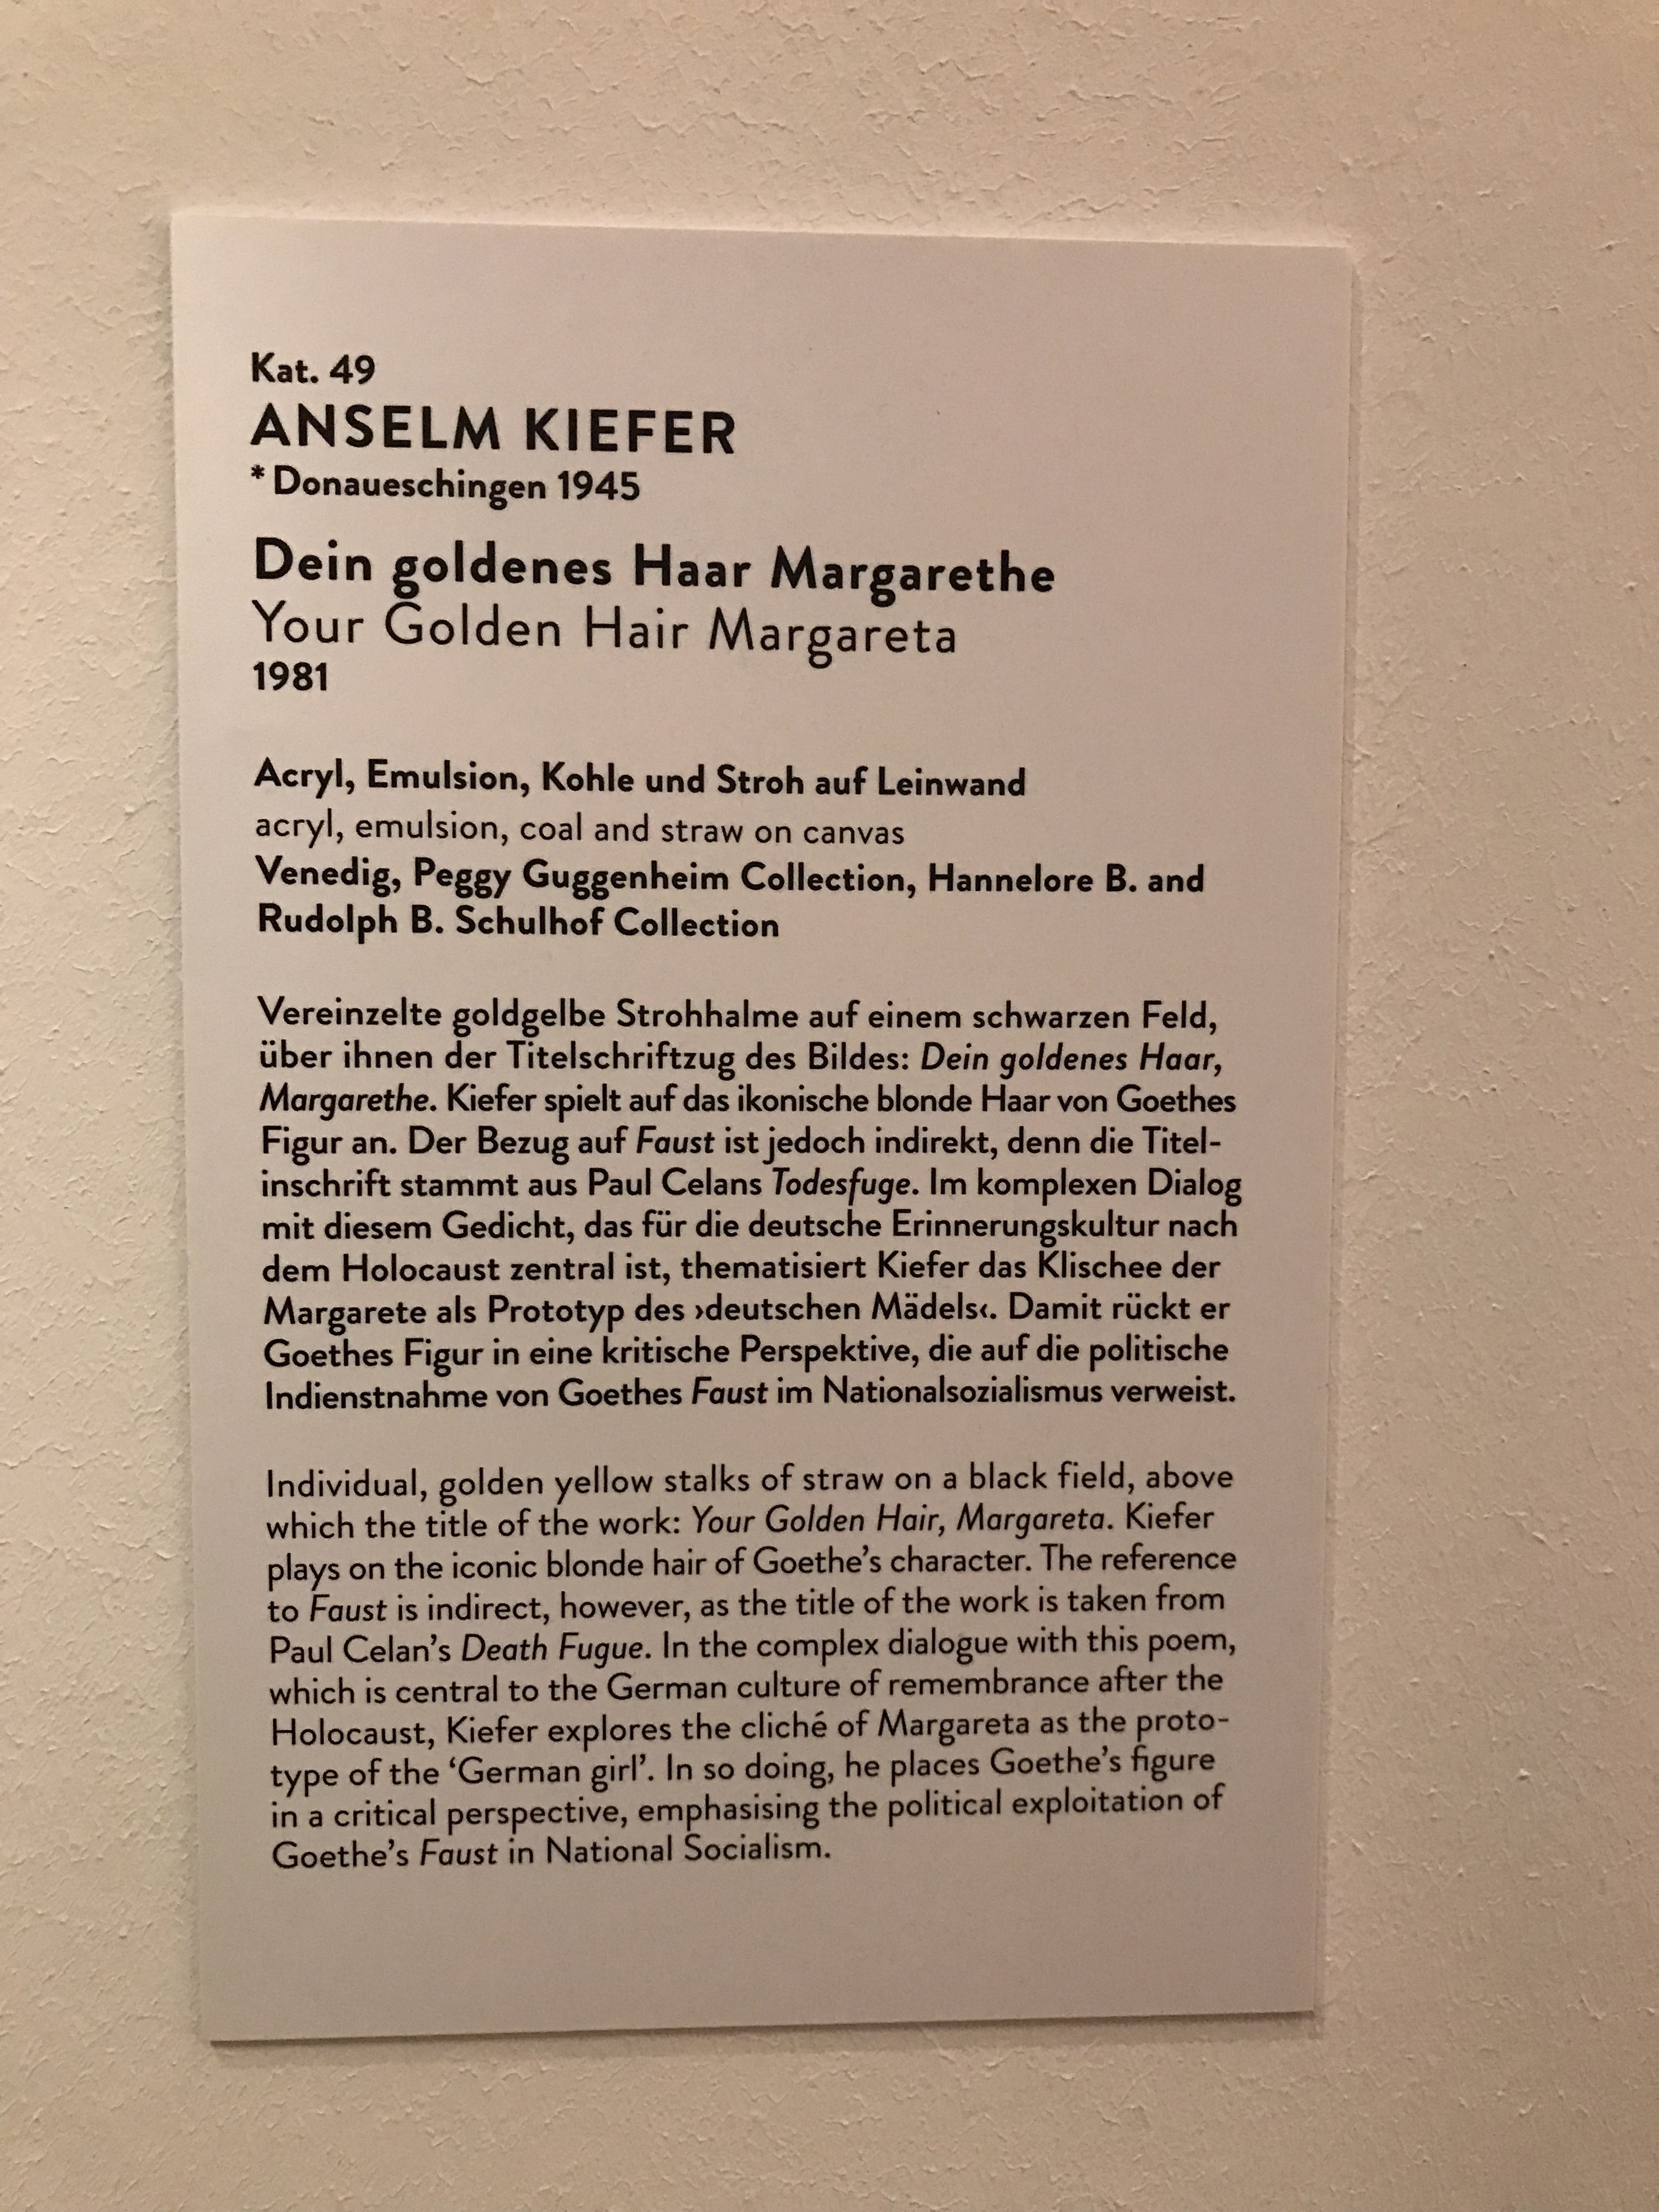 Kat. 49
ANSELM KIEFER
* Donaueschingen 1945
Dein goldenes Haar Margarethe
Your Golden Hair Margareta
1981
Acryl, Emulsion, Kohle und Stroh auf Leinwand
acryl, emulsion, coal and straw on canvas
Venedig, Peggy Guggenheim Collection, Hannelore B. and
Rudolph B. Schulhof Collection
Vereinzelte goldgelbe Strohhalme auf einem schwarzen Feld,
über ihnen der Titelschriftzug des Bildes: Dein goldenes Haar,
Margarethe. Kiefer spielt auf das ikonische blonde Haar von Goethes
Figur an. Der Bezug auf Faust ist jedoch indirekt, denn die Titel-
inschrift stammt aus Paul Celans Todesfuge. Im komplexen Dialog
mit diesem Gedicht, das für die deutsche Erinnerungskultur nach
dem Holocaust zentral ist, thematisiert Kiefer das Klischee der
Margarete als Prototyp des ›deutschen Mädels‹. Damit rückt er
Goethes Figur in eine kritische Perspektive, die auf die politische
Indienstnahme von Goethes Faust im Nationalsozialismus verweist.
Individual, golden yellow stalks of straw on a black field, above
which the title of the work: Your Golden Hair, Margareta. Kiefer
plays on the iconic blonde hair of Goethe’s character. The reference
to Faust is indirect, however, as the title of the work is taken from
Paul Celan’s Death Fugue. In the complex dialogue with this poem,
which is central to the German culture of remembrance after the
Holocaust, Kiefer explores the cliché of Margareta as the proto-
type of the ‘German girl’. In so doing, he places Goethe’s figure
in a critical perspective, emphasising the political exploitation of
Goethe’s Faust in National Socialism.